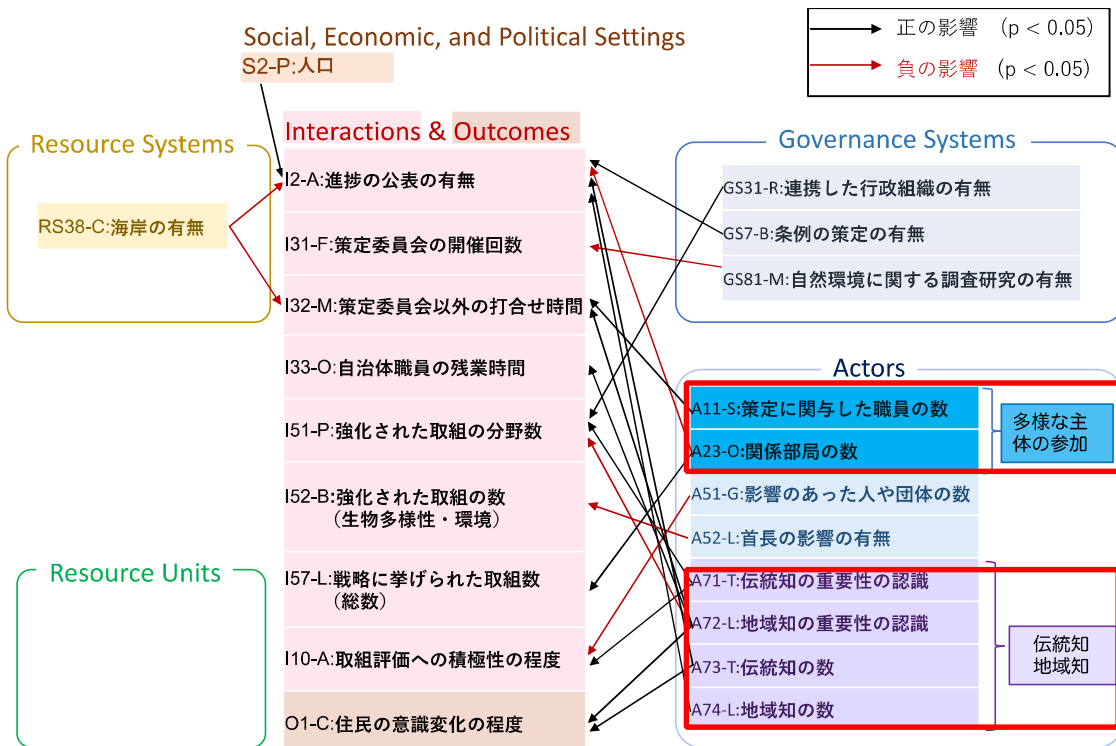 Social, Economic, and Political Settings
S2-P:人口
正の影響 (p < 0.05)
負の影響 (p < 0.05)
Resource Systems
RS38-C:海岸の有無
Interactions & Outcomes
I2-A:進捗の公表の有無
I31-F:策定委員会の開催回数
I32-M:策定委員会以外の打合せ時間
I33-O:自治体職員の残業時間
I51-P:強化された取組の分野数
I52-B:強化された取組の数
(生物多様性・環境)
I57-L:戦略に挙げられた取組数
(総数)
I10-A:取組評価への積極性の程度
O1-C:住民の意識変化の程度
Governance Systems
GS31-R:連携した行政組織の有無
GS7-B:条例の策定の有無
GS81-M:自然環境に関する調査研究の有無
Actors
A11-S:策定に関与した職員の数
A23-O:関係部局の数
A51-G:影響のあった人や団体の数
A52-L:首長の影響の有無
A71-T:伝統知の重要性の認識
A72-L:地域知の重要性の認識
A73-T:伝統知の数
A74-L:地域知の数
多様な主
体の参加
伝統知
地域知
Resource Units